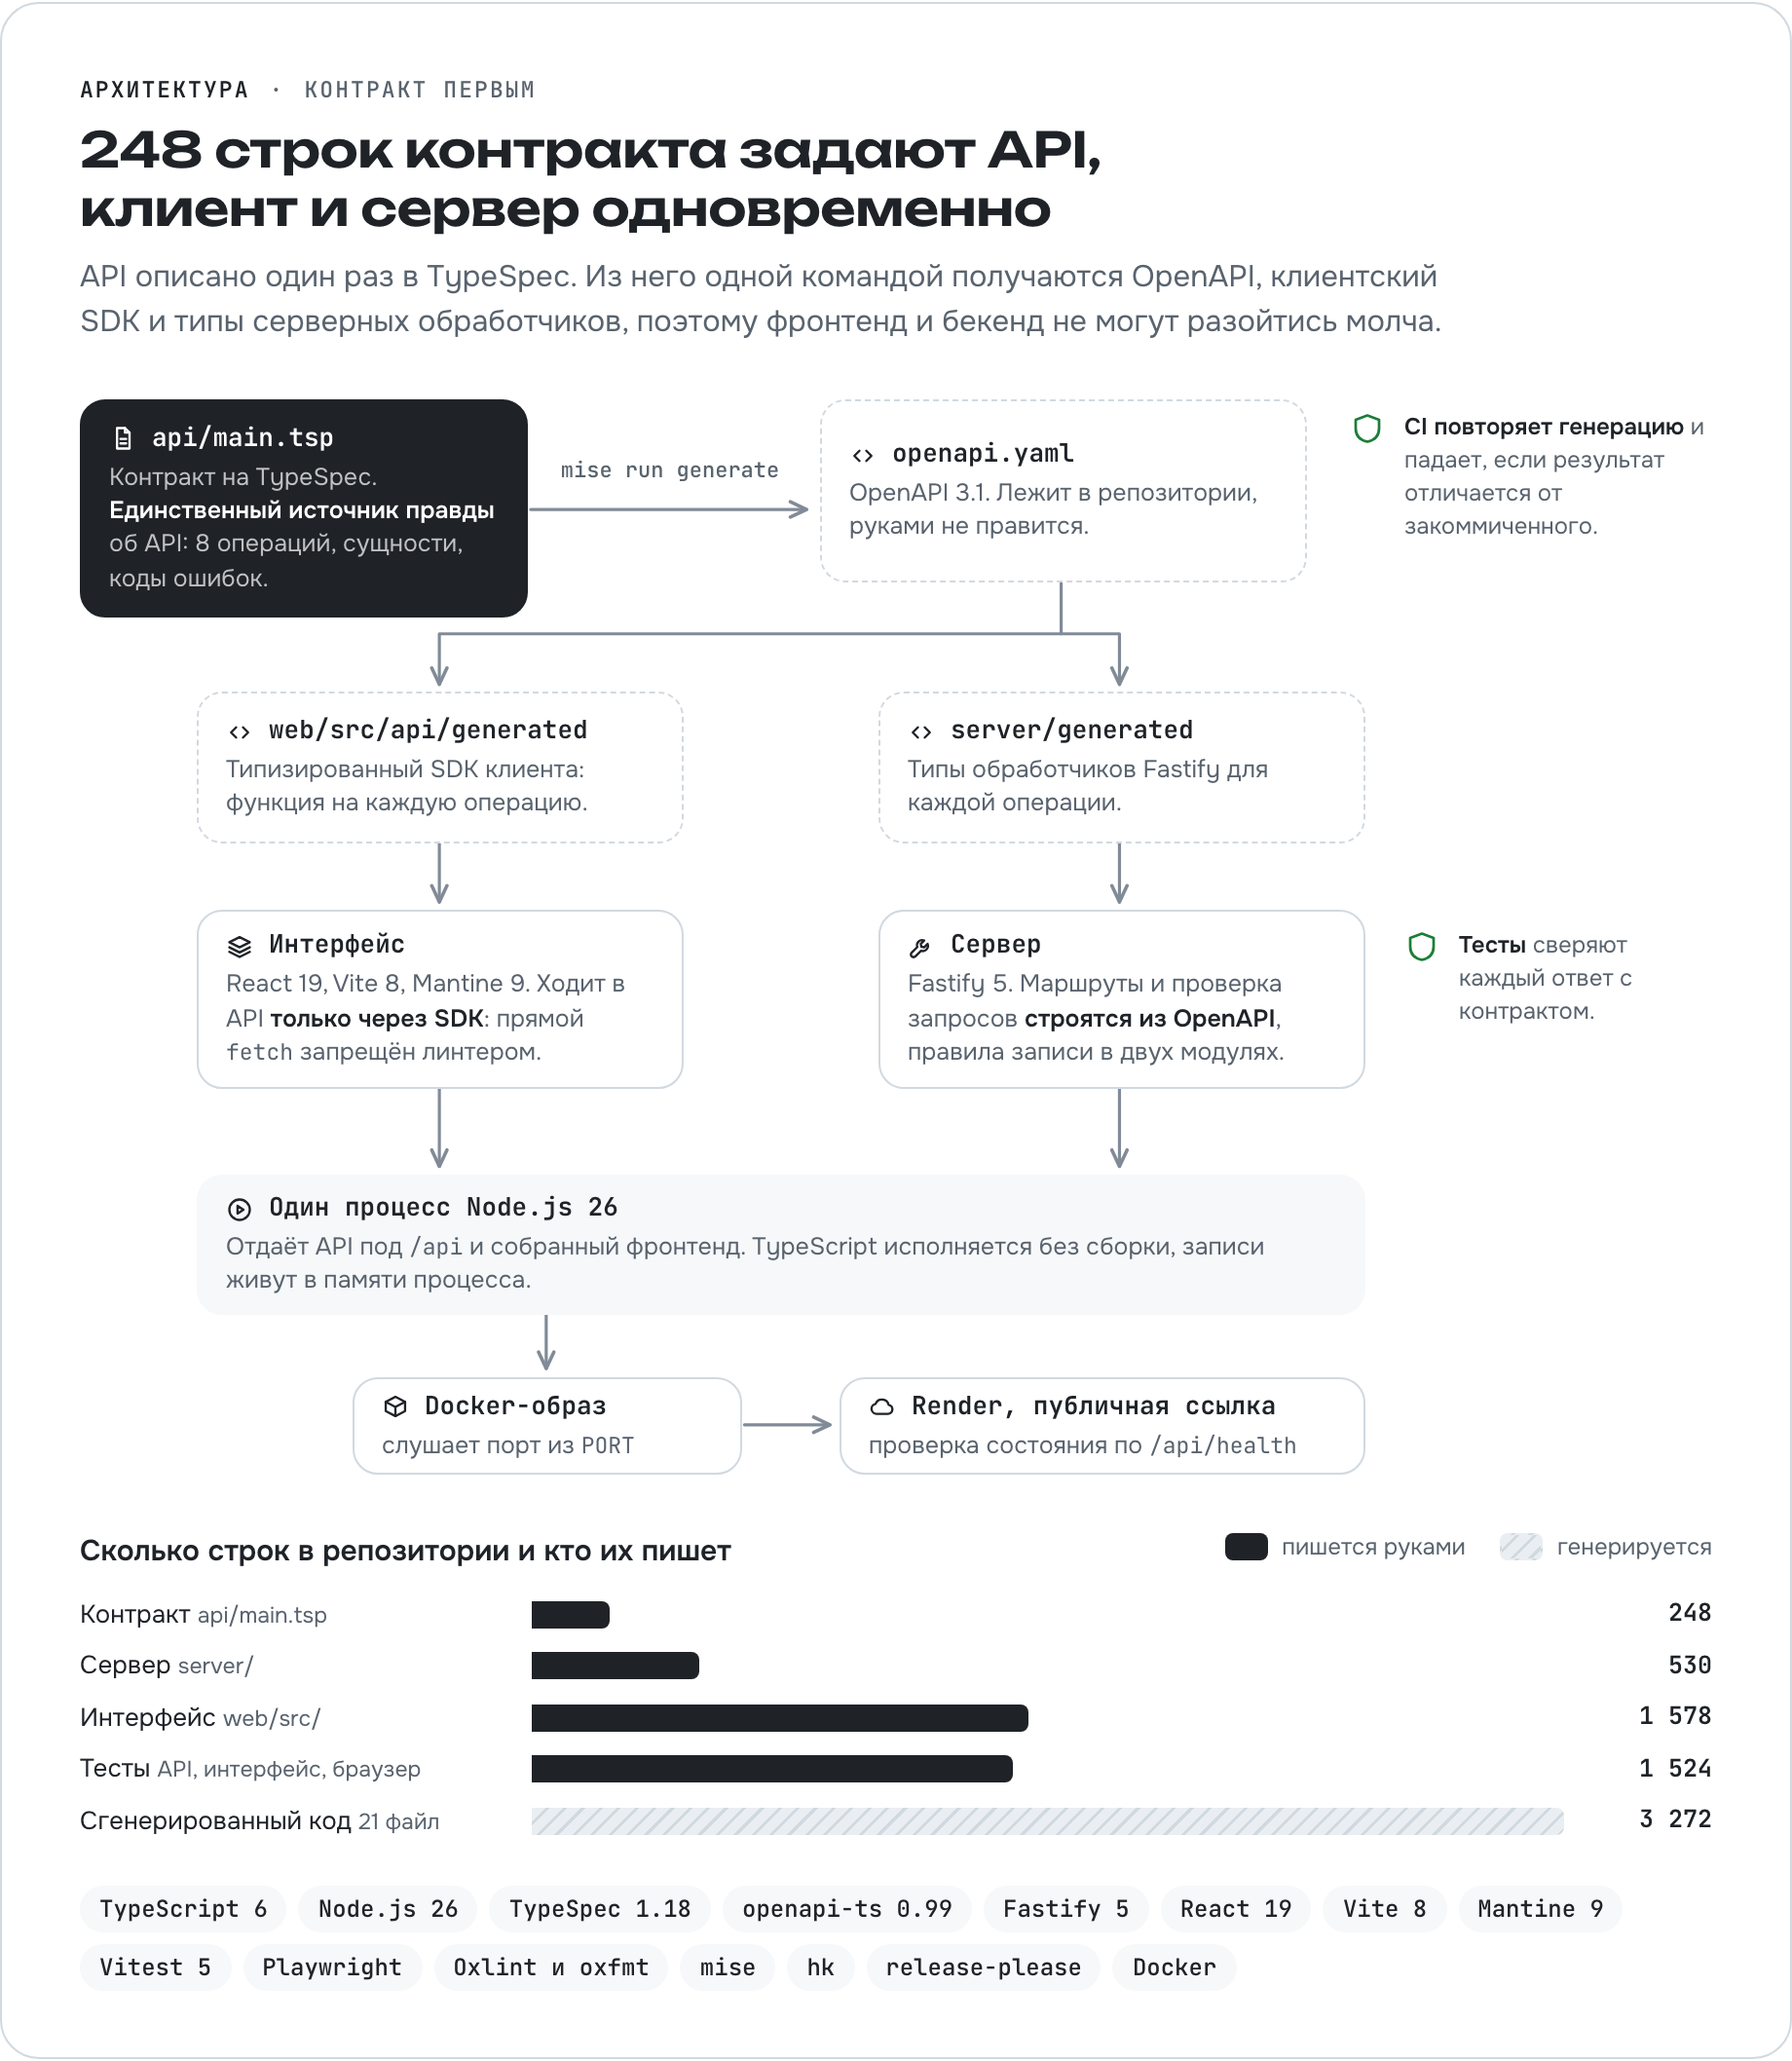 АРХИТЕКТУРА · КОНТРАКТ ПЕРВЫМ
248 строк контракта задают API,
клиент и сервер одновременно
API описано один раз в TypeSpec. Из него одной командой получаются OpenAPI, клиентский
SDK и типы серверных обработчиков, поэтому фронтенд и бекенд не могут разойтись молча.
api/main.tsp
Контракт на TypeSpec.
Единственный источник правды
об API: 8 операций, сущности,
коды ошибок.
mise run generate
openapi.yaml
OpenAPI 3.1. Лежит в репозитории,
руками не правится.
CI повторяет генерацию и
падает, если результат
отличается от
закоммиченного.
web/src/api/generated
Типизированный SDK клиента:
функция на каждую операцию.
server/generated
Типы обработчиков Fastify для
каждой операции.
Интерфейс
React 19, Vite 8, Mantine 9. Ходит в
API только через SDK: прямой
fetch запрещён линтером.
Сервер
Fastify 5. Маршруты и проверка
запросов строятся из OpenAPI,
правила записи в двух модулях.
Тесты сверяют
каждый ответ с
контрактом.
Один процесс Node.js 26
Отдаёт API под /api и собранный фронтенд. TypeScript исполняется без сборки, записи
живут в памяти процесса.
Docker-образ
слушает порт из PORT
Render, публичная ссылка
проверка состояния по /api/health
Сколько строк в репозитории и кто их пишет
пишется руками
генерируется
Контракт api/main.tsp 248
Сервер server/ 530
Интерфейс web/src/ 1 578
Тесты API, интерфейс, браузер 1 524
Сгенерированный код 21 файл 3 272
TypeScript 6 Node.js 26 TypeSpec 1.18 openapi-ts 0.99 Fastify 5 React 19 Vite 8 Mantine 9
Vitest 5 Playwright Oxlint и oxfmt mise hk release-please Docker